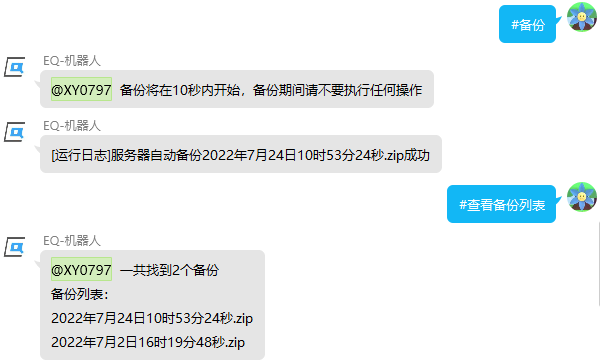 #备份
EQ-机器人
@XY0797 备份将在10秒内开始，备份期间请不要执行任何操作
EQ-机器人
[运行日志]服务器自动备份2022年7月24日10时53分24秒.zip成功
#查看备份列表
EQ-机器人
@XY0797 一共找到2个备份
备份列表：
2022年7月24日10时53分24秒.zip
2022年7月2日16时19分48秒.zip